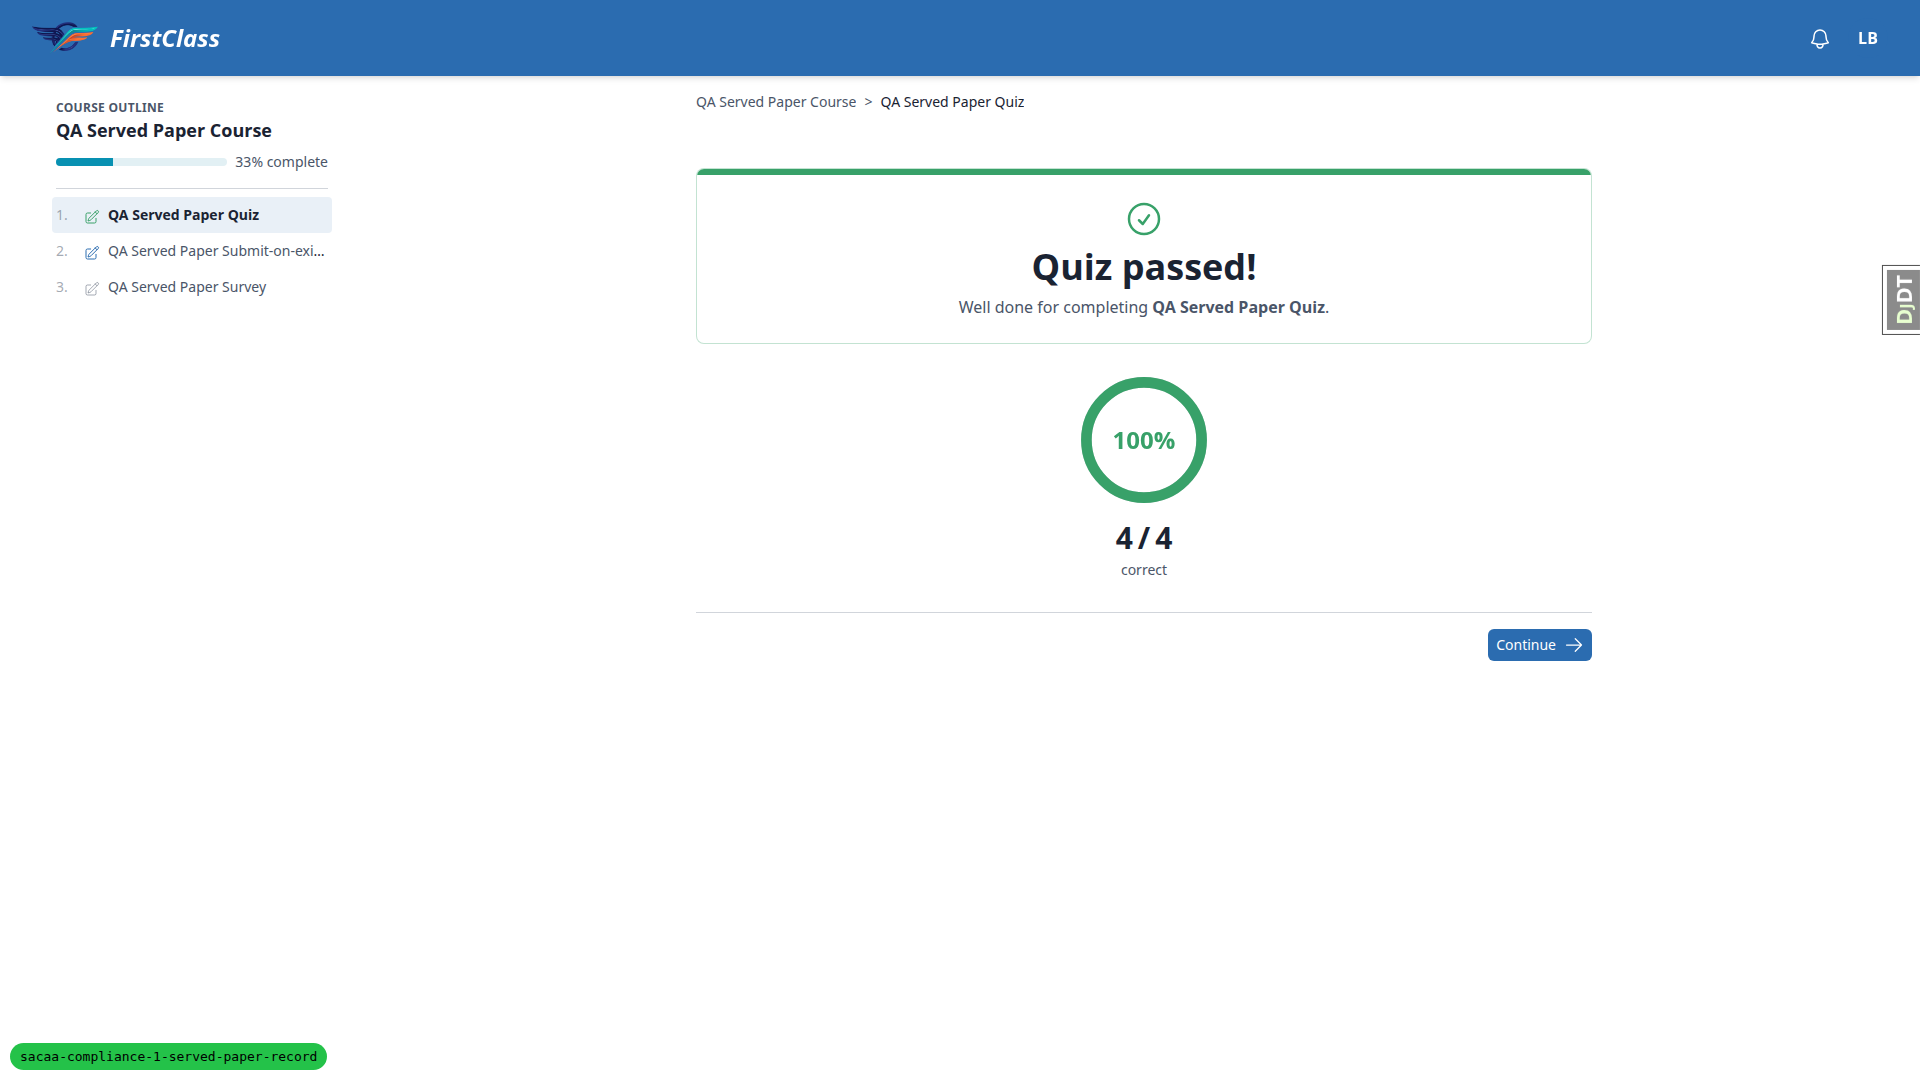 FirstClass
LB
COURSE OUTLINE
QA Served Paper Course
33% complete
1. QA Served Paper Quiz
2. QA Served Paper Submit-on-exi...
3. QA Served Paper Survey
QA Served Paper Course > QA Served Paper Quiz
Quiz passed!
Well done for completing QA Served Paper Quiz.
100%
4 / 4
correct
Continue
DjDT
sacaa-compliance-1-served-paper-record